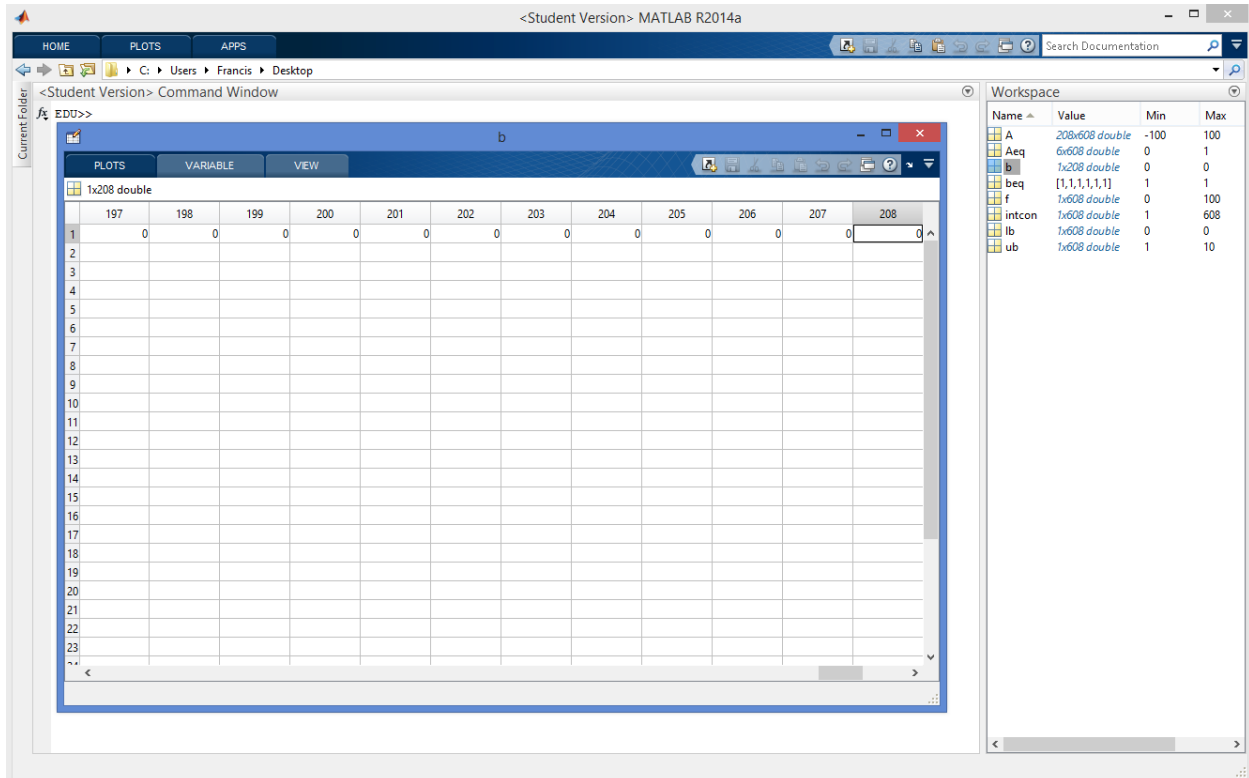 <Student Version> MATLAB R2014a
HOME PLOTS APPS
Search Documentation
C: Users Francis Desktop
Current Folder
<Student Version> Command Window
fx EDU>>
b
PLOTS VARIABLE VIEW
1x208 double
197 198 199 200 201 202 203 204 205 206 207 208
1 0 0 0 0 0 0 0 0 0 0 0 0
2
3
4
5
6
7
8
9
10
11
12
13
14
15
16
17
18
19
20
21
22
23
Workspace
Name Value Min Max
A 208x608 double -100 100
Aeq 6x608 double 0 1
b 1x208 double 0 0
beq [1,1,1,1,1,1] 1 1
f 1x608 double 0 100
intcon 1x608 double 1 608
lb 1x608 double 0 0
ub 1x608 double 1 10